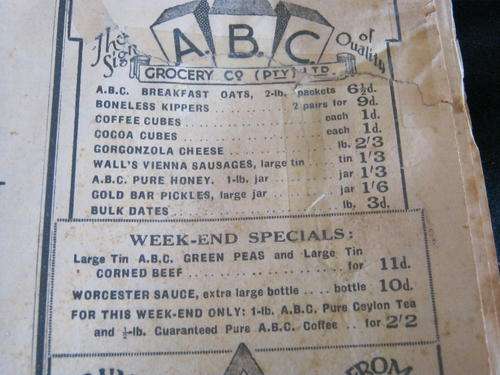 The Sign A.B.C. of Quality
GROCERY CO (PTY) LTD.
A.B.C. BREAKFAST OATS, 2-lb. packets 6½d.
BONELESS KIPPERS .. .. .. 2 pairs for 9d.
COFFEE CUBES .. .. .. .. each 1d.
COCOA CUBES .. .. .. .. each 1d.
GORGONZOLA CHEESE .. .. .. lb. 2/3
WALL'S VIENNA SAUSAGES, large tin .. tin 1/3
A.B.C. PURE HONEY. 1-lb. jar .. .. jar 1/3
GOLD BAR PICKLES, large jar .. .. jar 1/6
BULK DATES .. .. .. .. .. lb. 3d.
WEEK-END SPECIALS:
Large Tin A.B.C. GREEN PEAS and Large Tin
CORNED BEEF .. .. .. .. .. for 11d.
WORCESTER SAUCE, extra large bottle .. .. bottle 10d.
FOR THIS WEEK-END ONLY: 1-lb. A.B.C. Pure Ceylon Tea
and ½-lb. Guaranteed Pure A.B.C. Coffee .. for 2/2
FROM